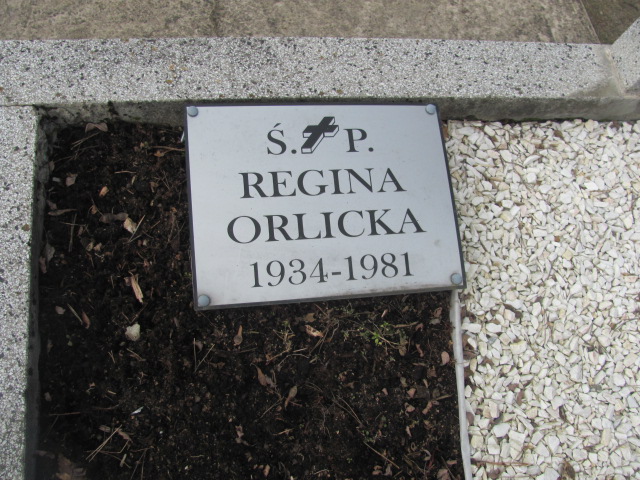 Ś. P.
REGINA
ORLICKA
1934-1981